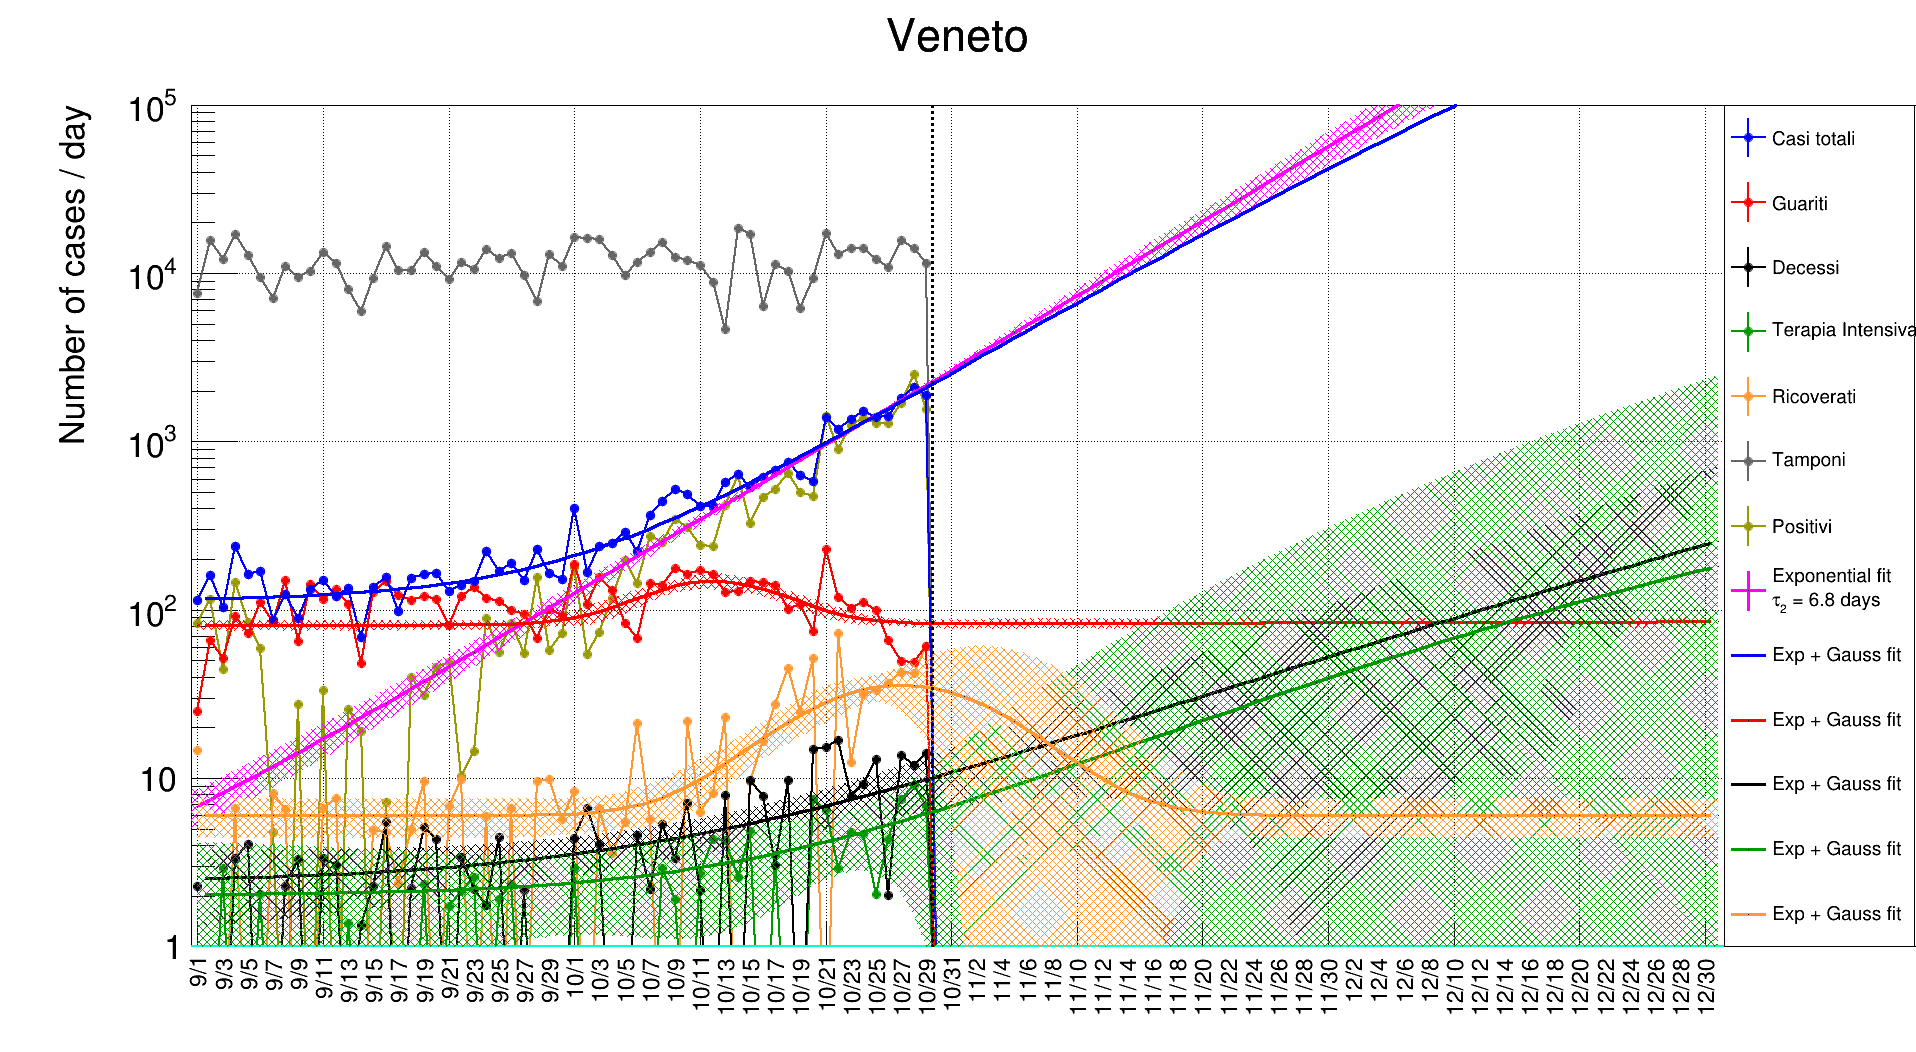 Veneto
Number of cases / day
10^5
10^4
10^3
10^2
10
1
9/1 9/3 9/5 9/7 9/9 9/11 9/13 9/15 9/17 9/19 9/21 9/23 9/25 9/27 9/29 10/1 10/3 10/5 10/7 10/9 10/11 10/13 10/15 10/17 10/19 10/21 10/23 10/25 10/27 10/29 10/31 11/2 11/4 11/6 11/8 11/10 11/12 11/14 11/16 11/18 11/20 11/22 11/24 11/26 11/28 11/30 12/2 12/4 12/6 12/8 12/10 12/12 12/14 12/16 12/18 12/20 12/22 12/24 12/26 12/28 12/30
Casi totali
Guariti
Decessi
Terapia Intensiva
Ricoverati
Tamponi
Positivi
Exponential fit
τ₂ = 6.8 days
Exp + Gauss fit
Exp + Gauss fit
Exp + Gauss fit
Exp + Gauss fit
Exp + Gauss fit